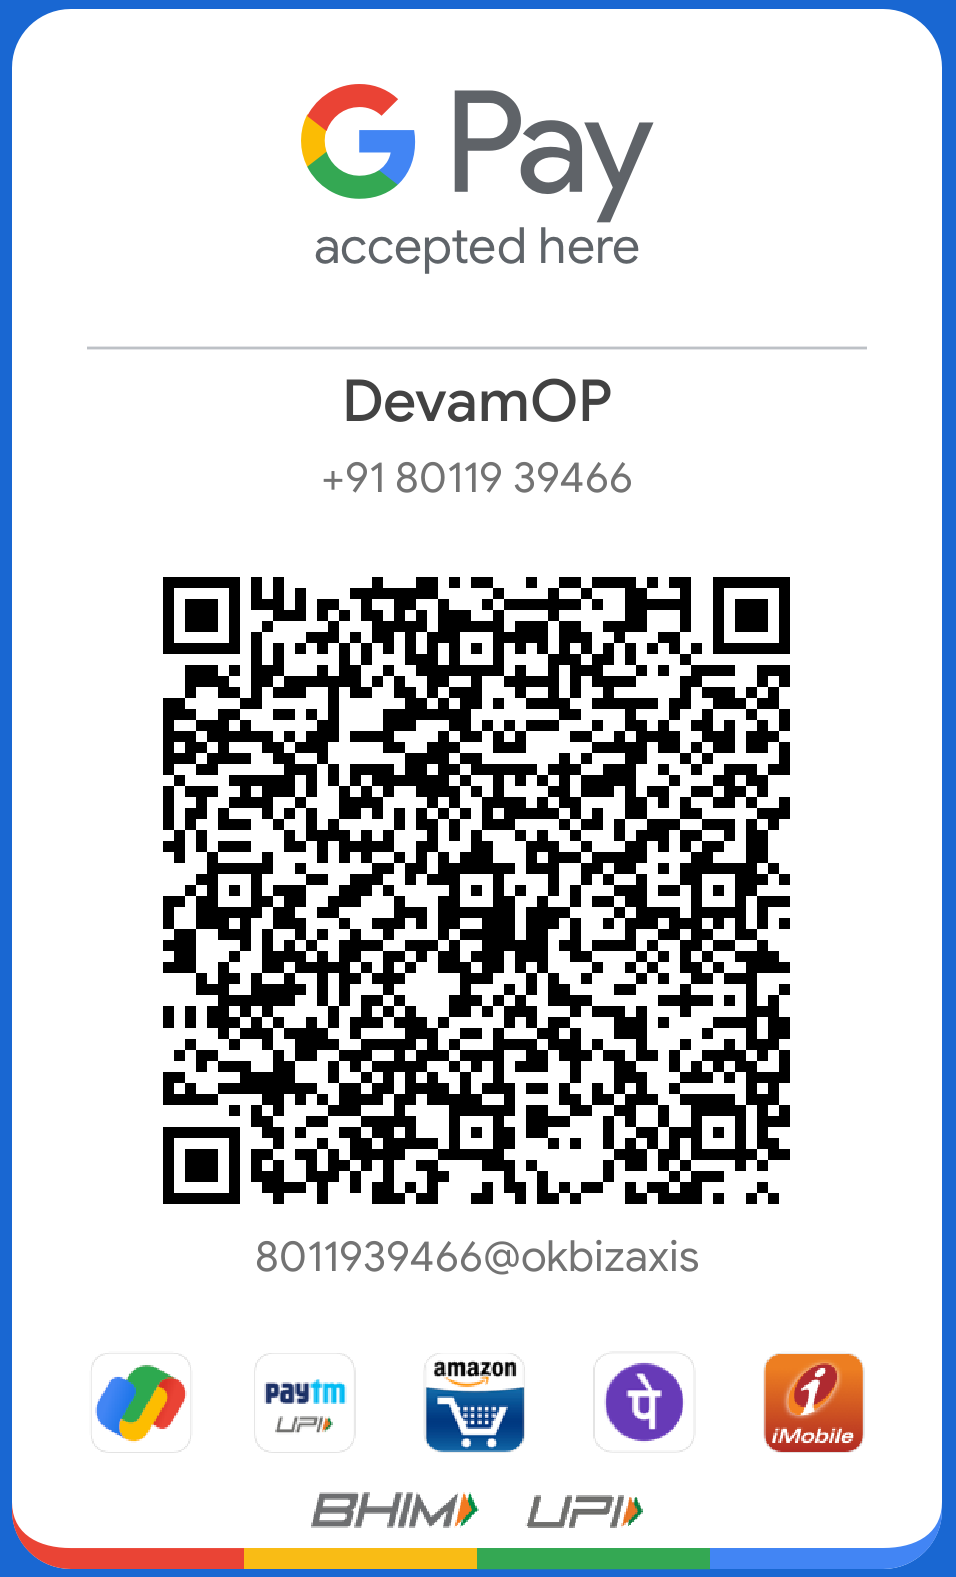 G Pay
accepted here
DevamOP
+91 80119 39466
8011939466@okbizaxis
paytm
UPI
amazon
पे
i
iMobile
BHIM UPI